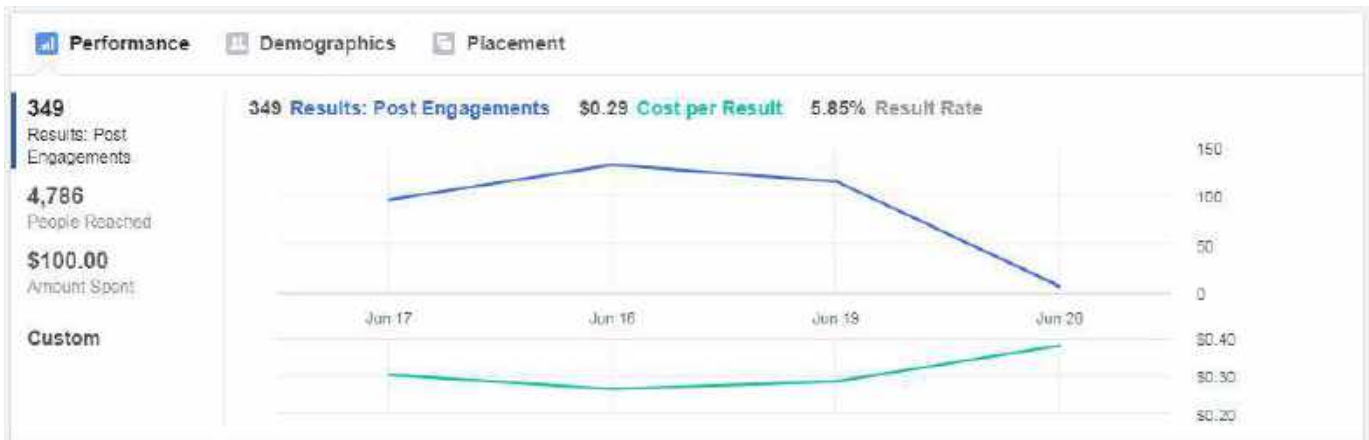 Performance Demographics Placement
349
Results: Post
Engagements
4,786
People Reached
$100.00
Amount Spent
Custom
349 Results: Post Engagements $0.29 Cost per Result 5.85% Result Rate
150
100
50
0
Jun 17 Jun 18 Jun 19 Jun 20
$0.40
$0.30
$0.20